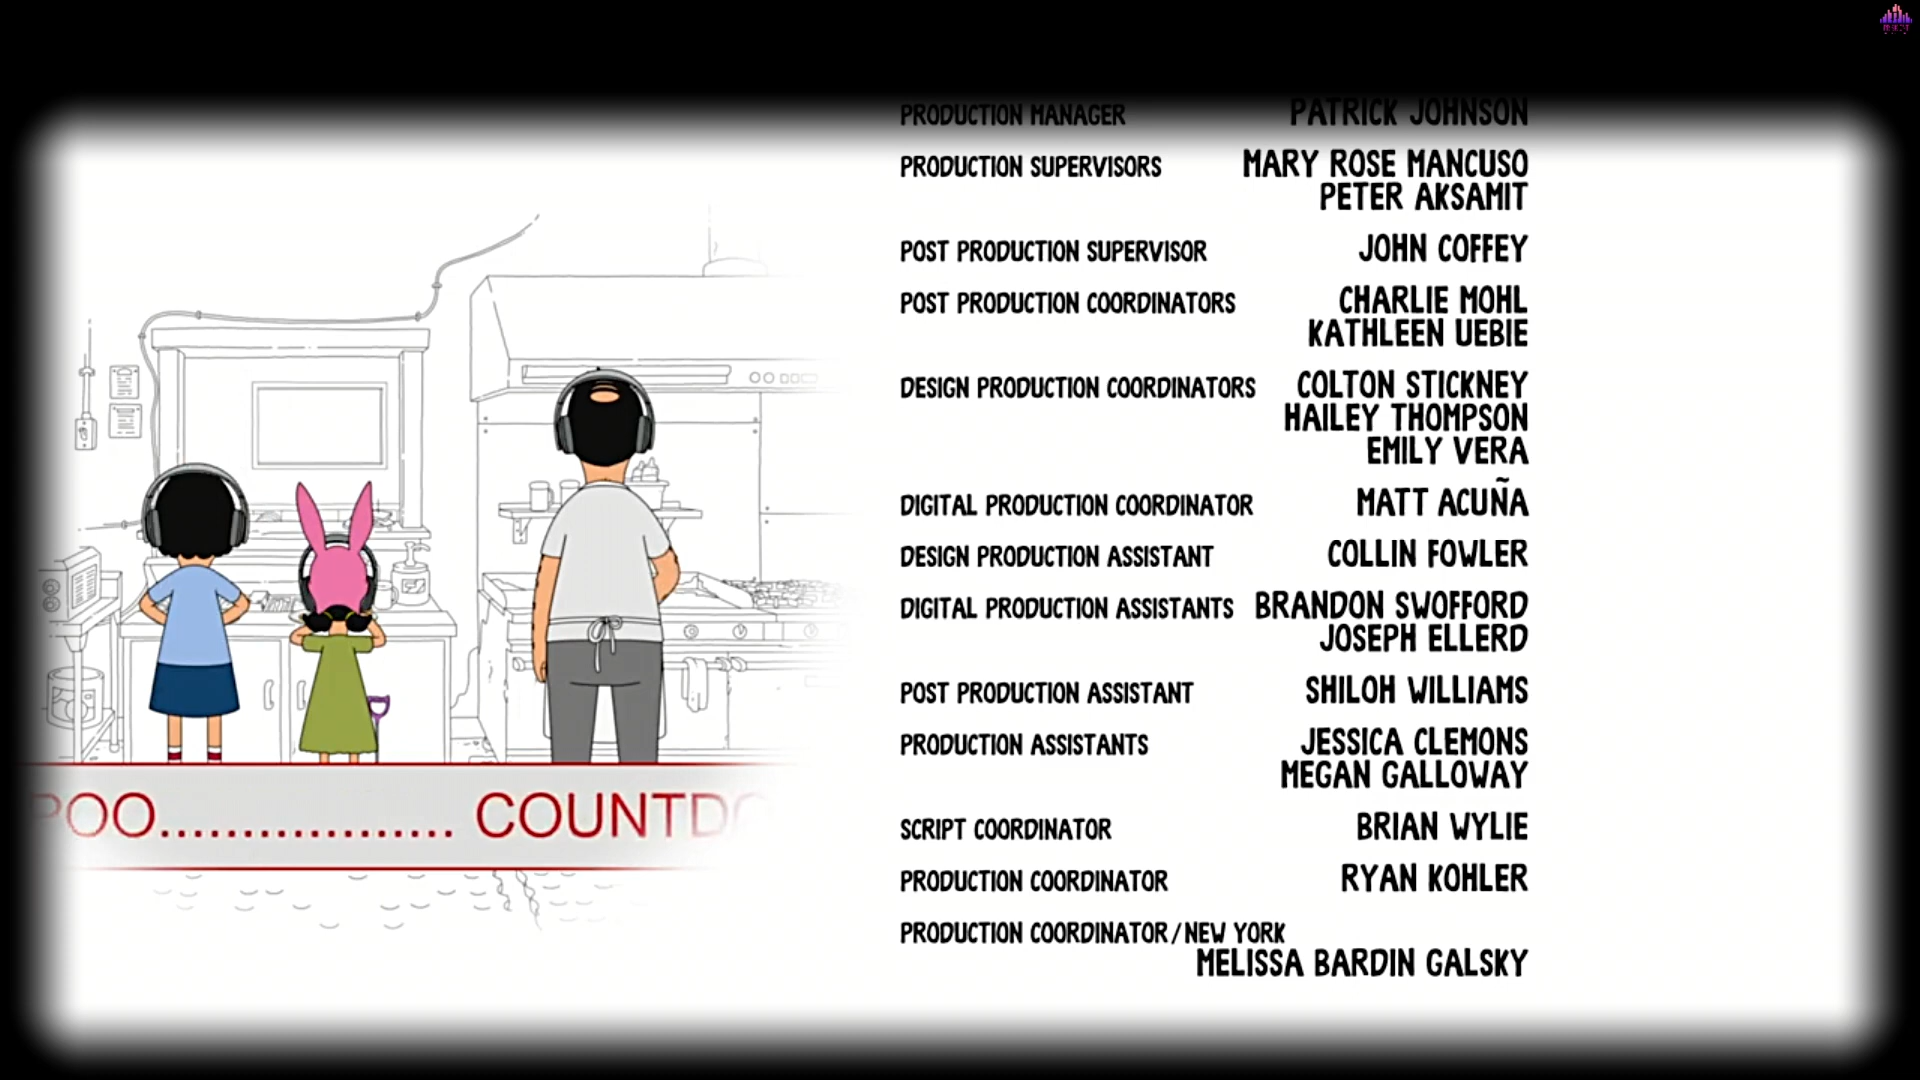 PRODUCTION MANAGER PATRICK JOHNSON
PRODUCTION SUPERVISORS MARY ROSE MANCUSO
PETER AKSAMIT
POST PRODUCTION SUPERVISOR JOHN COFFEY
POST PRODUCTION COORDINATORS CHARLIE MOHL
KATHLEEN UEBIE
DESIGN PRODUCTION COORDINATORS COLTON STICKNEY
HAILEY THOMPSON
EMILY VERA
DIGITAL PRODUCTION COORDINATOR MATT ACUÑA
DESIGN PRODUCTION ASSISTANT COLLIN FOWLER
DIGITAL PRODUCTION ASSISTANTS BRANDON SWOFFORD
JOSEPH ELLERD
POST PRODUCTION ASSISTANT SHILOH WILLIAMS
PRODUCTION ASSISTANTS JESSICA CLEMONS
MEGAN GALLOWAY
SCRIPT COORDINATOR BRIAN WYLIE
PRODUCTION COORDINATOR RYAN KOHLER
PRODUCTION COORDINATOR/NEW YORK
MELISSA BARDIN GALSKY
POO.................. COUNTDO